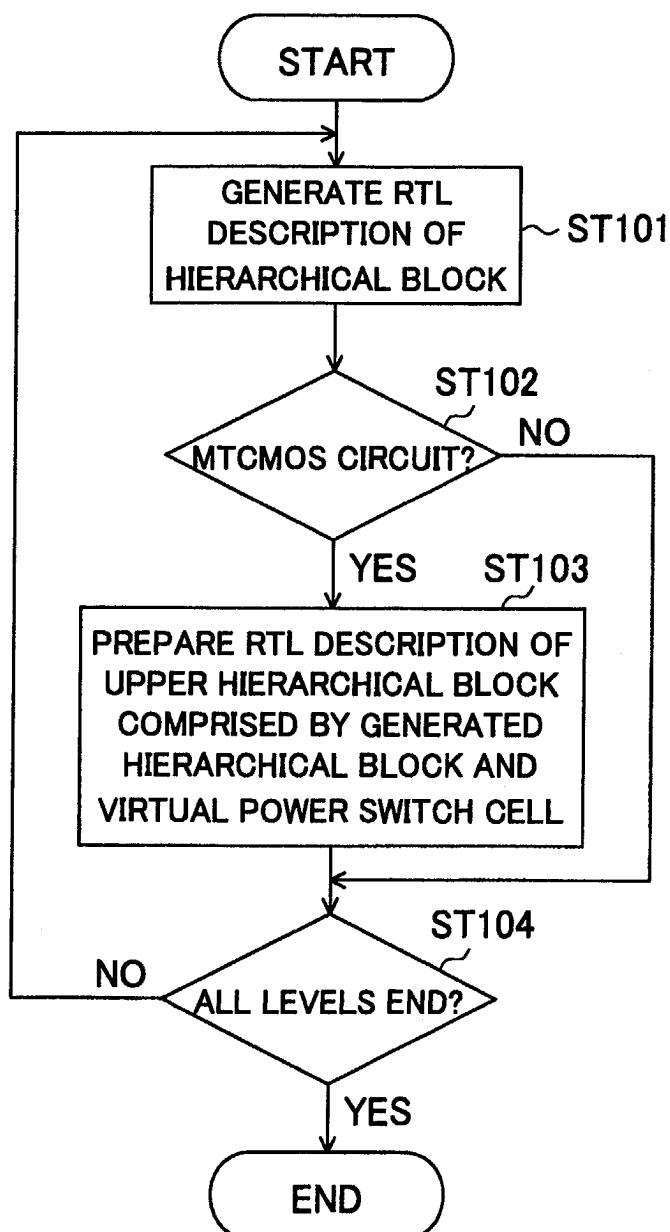 START
GENERATE RTL
DESCRIPTION OF
HIERARCHICAL BLOCK
ST101
ST102
MTCMOS CIRCUIT?
NO
YES
ST103
PREPARE RTL DESCRIPTION OF
UPPER HIERARCHICAL BLOCK
COMPRISED BY GENERATED
HIERARCHICAL BLOCK AND
VIRTUAL POWER SWITCH CELL
ST104
NO
ALL LEVELS END?
YES
END